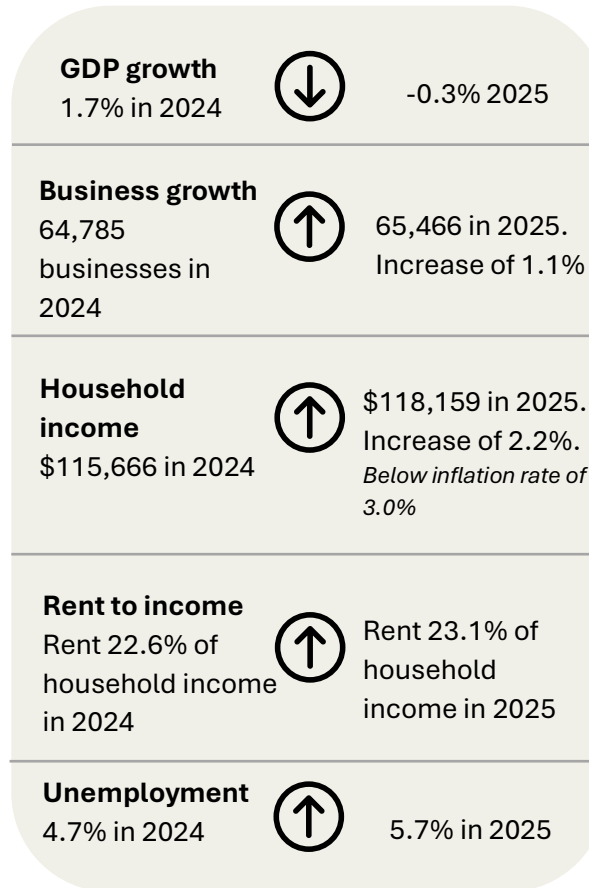 GDP growth
1.7% in 2024
-0.3% 2025
Business growth
64,785
businesses in
2024
65,466 in 2025.
Increase of 1.1%
Household
income
$115,666 in 2024
$118,159 in 2025.
Increase of 2.2%.
Below inflation rate of
3.0%
Rent to income
Rent 22.6% of
household income
in 2024
Rent 23.1% of
household
income in 2025
Unemployment
4.7% in 2024
5.7% in 2025